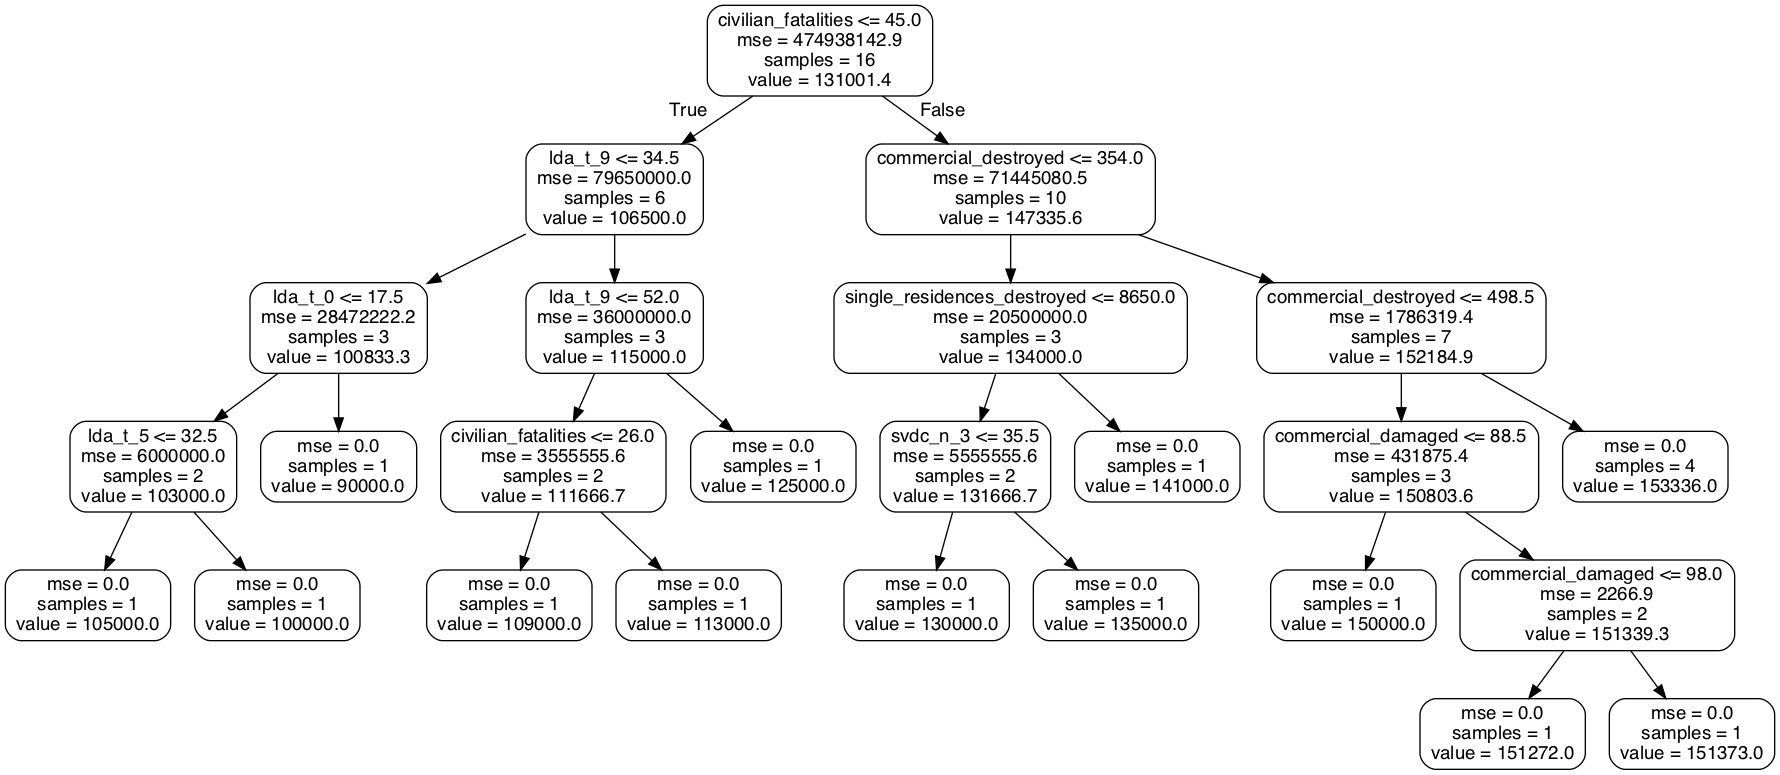 civilian_fatalities <= 45.0
mse = 474938142.9
samples = 16
value = 131001.4
True
False
lda_t_9 <= 34.5
mse = 79650000.0
samples = 6
value = 106500.0
commercial_destroyed <= 354.0
mse = 71445080.5
samples = 10
value = 147335.6
lda_t_0 <= 17.5
mse = 28472222.2
samples = 3
value = 100833.3
lda_t_9 <= 52.0
mse = 36000000.0
samples = 3
value = 115000.0
single_residences_destroyed <= 8650.0
mse = 20500000.0
samples = 3
value = 134000.0
commercial_destroyed <= 498.5
mse = 1786319.4
samples = 7
value = 152184.9
lda_t_5 <= 32.5
mse = 6000000.0
samples = 2
value = 103000.0
mse = 0.0
samples = 1
value = 90000.0
civilian_fatalities <= 26.0
mse = 3555555.6
samples = 2
value = 111666.7
mse = 0.0
samples = 1
value = 125000.0
svdc_n_3 <= 35.5
mse = 5555555.6
samples = 2
value = 131666.7
mse = 0.0
samples = 1
value = 141000.0
commercial_damaged <= 88.5
mse = 431875.4
samples = 3
value = 150803.6
mse = 0.0
samples = 4
value = 153336.0
mse = 0.0
samples = 1
value = 105000.0
mse = 0.0
samples = 1
value = 100000.0
mse = 0.0
samples = 1
value = 109000.0
mse = 0.0
samples = 1
value = 113000.0
mse = 0.0
samples = 1
value = 130000.0
mse = 0.0
samples = 1
value = 135000.0
mse = 0.0
samples = 1
value = 150000.0
commercial_damaged <= 98.0
mse = 2266.9
samples = 2
value = 151339.3
mse = 0.0
samples = 1
value = 151272.0
mse = 0.0
samples = 1
value = 151373.0